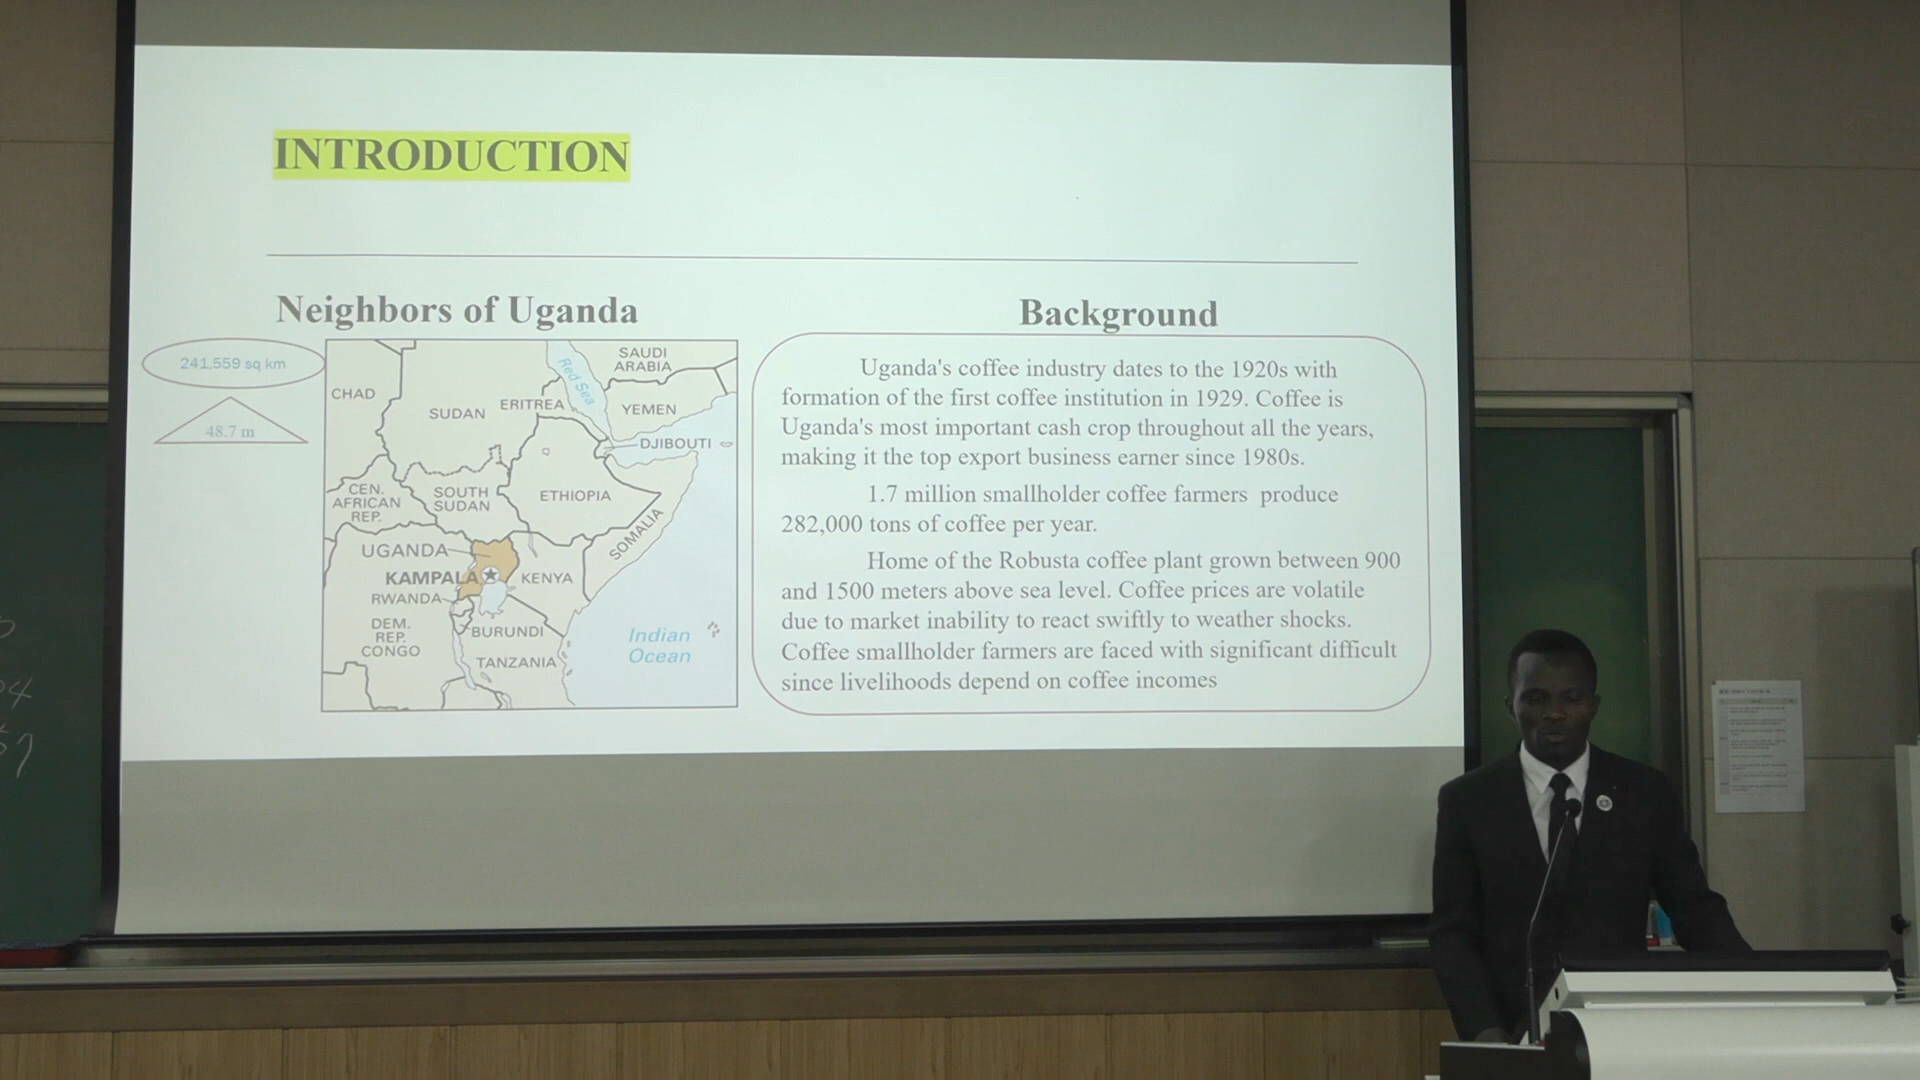 INTRODUCTION
Neighbors of Uganda
241,559 sq km
48.7 m
SAUDI
ARABIA
Red Sea
CHAD
SUDAN
ERITREA
YEMEN
DJIBOUTI
CEN.
AFRICAN
REP.
SOUTH
SUDAN
ETHIOPIA
SOMALIA
UGANDA
KAMPALA
KENYA
RWANDA
DEM.
REP.
CONGO
BURUNDI
TANZANIA
Indian
Ocean
Background
Uganda's coffee industry dates to the 1920s with
formation of the first coffee institution in 1929. Coffee is
Uganda's most important cash crop throughout all the years,
making it the top export business earner since 1980s.
1.7 million smallholder coffee farmers produce
282,000 tons of coffee per year.
Home of the Robusta coffee plant grown between 900
and 1500 meters above sea level. Coffee prices are volatile
due to market inability to react swiftly to weather shocks.
Coffee smallholder farmers are faced with significant difficult
since livelihoods depend on coffee incomes